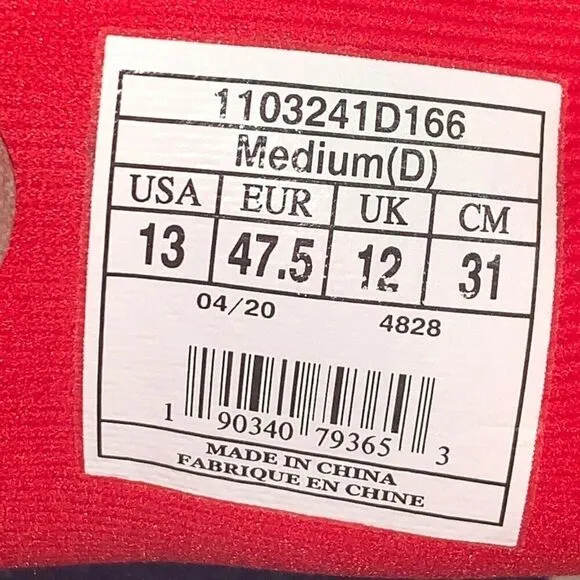 1103241D166
Medium(D)
USA EUR UK CM
13 47.5 12 31
04/20 4828
1 90340 79365 3
MADE IN CHINA
FABRIQUE EN CHINE